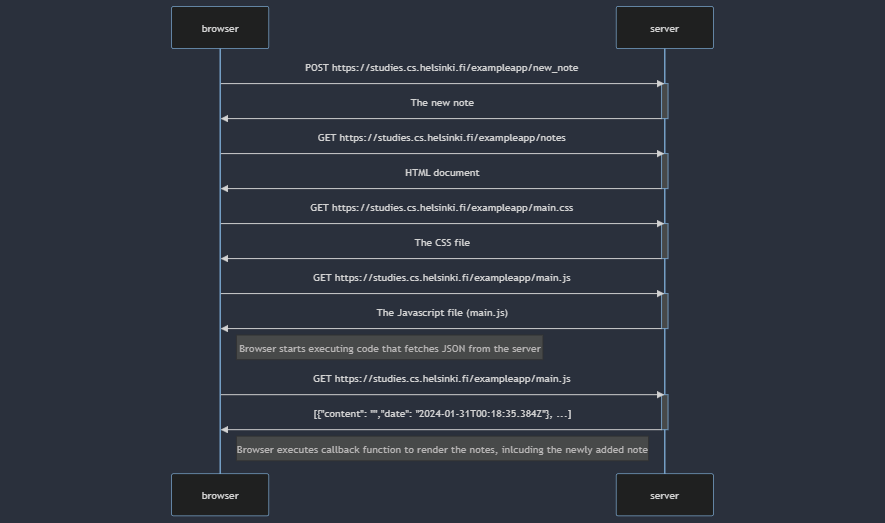 browser server
POST https://studies.cs.helsinki.fi/exampleapp/new_note
The new note
GET https://studies.cs.helsinki.fi/exampleapp/notes
HTML document
GET https://studies.cs.helsinki.fi/exampleapp/main.css
The CSS file
GET https://studies.cs.helsinki.fi/exampleapp/main.js
The Javascript file (main.js)
Browser starts executing code that fetches JSON from the server
GET https://studies.cs.helsinki.fi/exampleapp/main.js
[{"content": "","date": "2024-01-31T00:18:35.384Z"}, ...]
Browser executes callback function to render the notes, inlcuding the newly added note
browser server